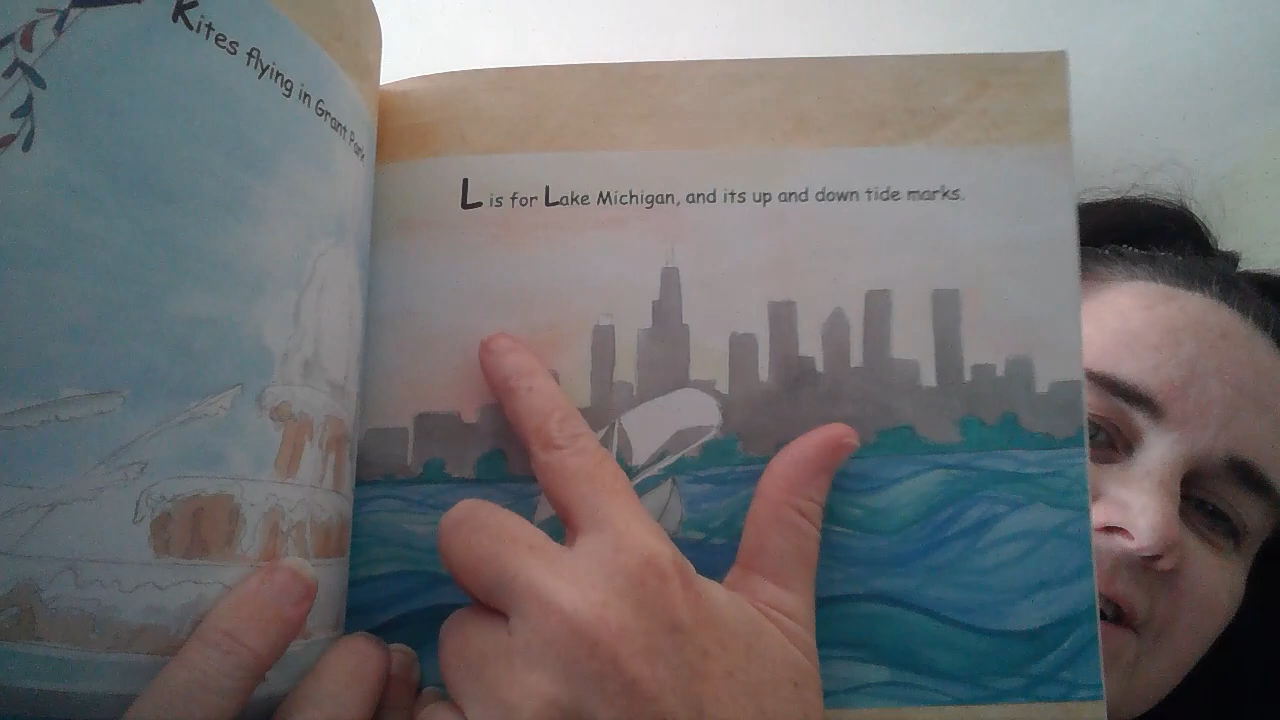 Kites flying in Grant Park
L is for Lake Michigan, and its up and down tide marks.